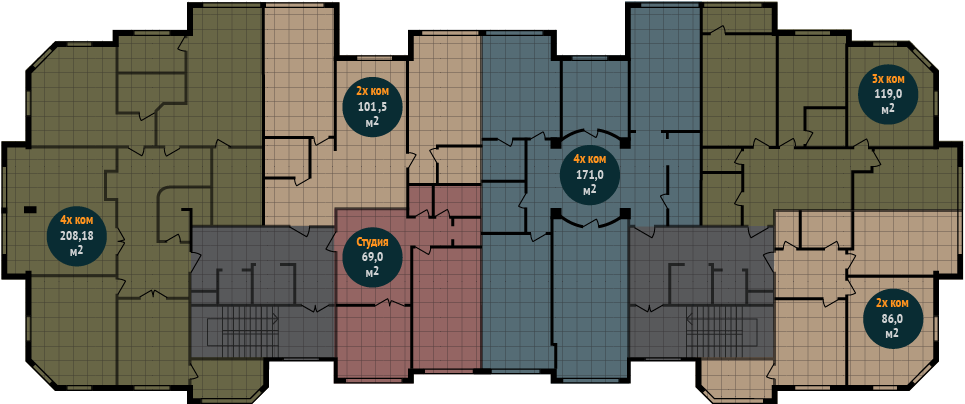 2х ком
101,5
м2
3х ком
119,0
м2
4х ком
171,0
м2
4х ком
208,18
м2
Студия
69,0
м2
2х ком
86,0
м2